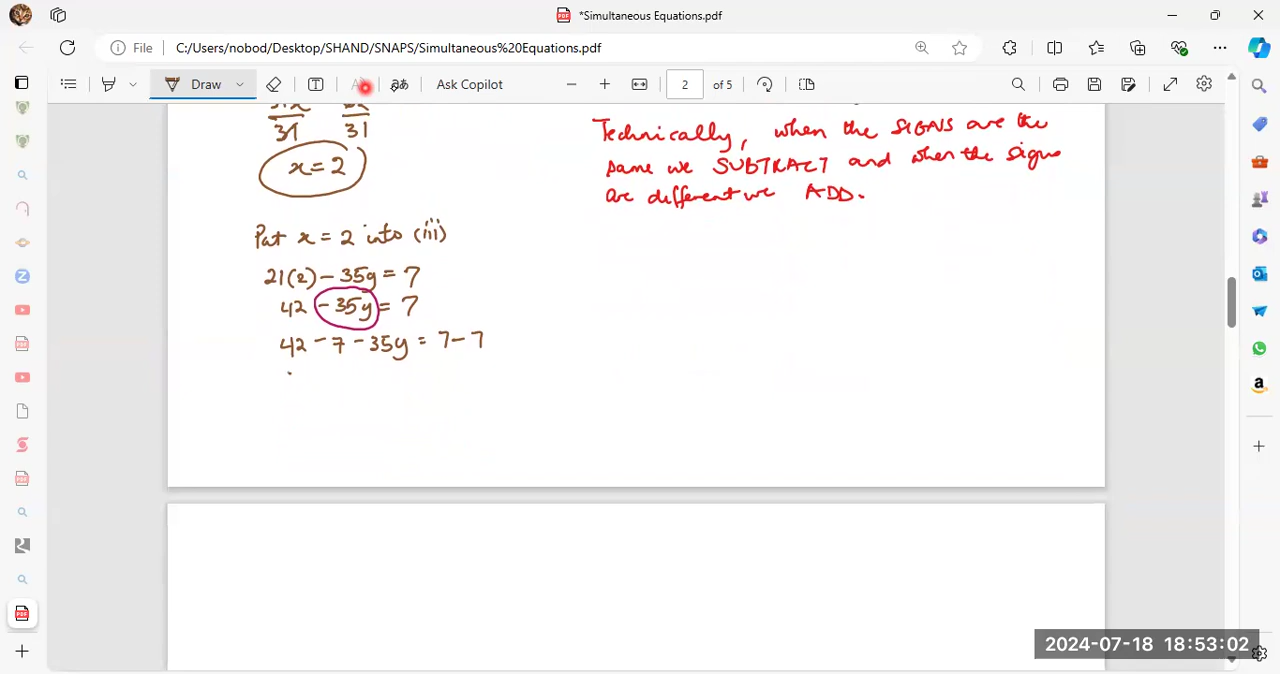 *Simultaneous Equations.pdf
File C:/Users/nobod/Desktop/SHAND/SNAPS/Simultaneous%20Equations.pdf
Draw Ask Copilot 2 of 5
31 31
x = 2
Technically, when the SIGNS are the
same we SUBTRACT and when the signs
are different we ADD.
Put x = 2 into (iii)
21(2) - 35y = 7
42 - 35y = 7
42 - 7 - 35y = 7 - 7
2024-07-18 18:53:02